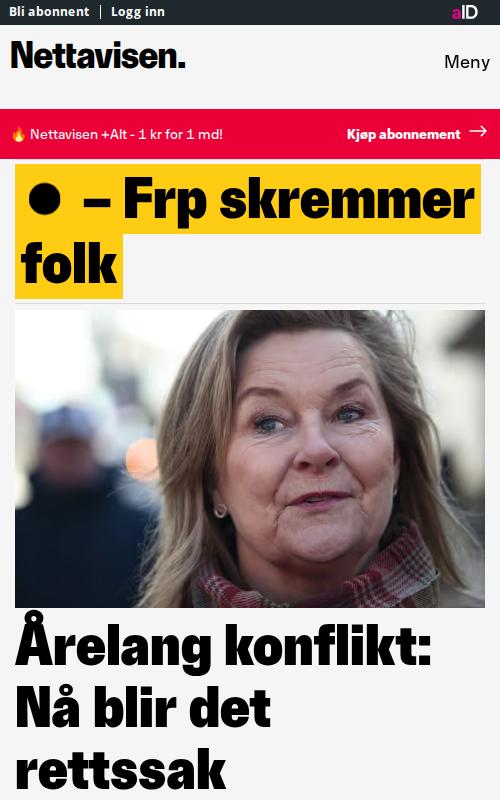 Bli abonnent | Logg inn
aID
Nettavisen.
Meny
🔥 Nettavisen +Alt - 1 kr for 1 md!
Kjøp abonnement →
● – Frp skremmer
folk
Årelang konflikt:
Nå blir det
rettssak